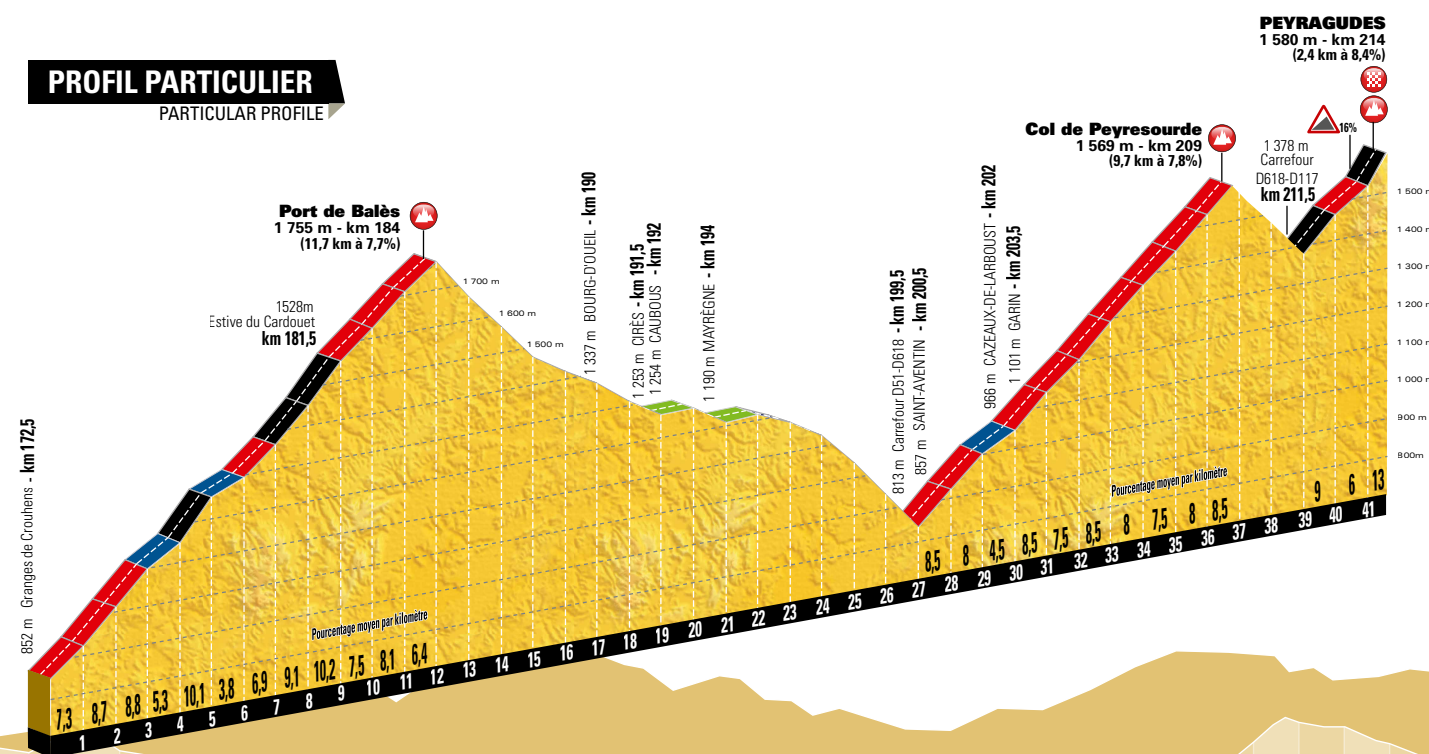 PROFIL PARTICULIER
PARTICULAR PROFILE
852 m Granges de Crouhens - km 172,5
1528m
Estive du Cardouet
km 181,5
Port de Balès
1 755 m - km 184
(11,7 km à 7,7%)
1 700 m
1 600 m
1 500 m
1 337 m BOURG-D'OUEIL - km 190
1 253 m CIRÈS - km 191,5
1 254 m CAUBOUS - km 192
1 190 m MAYRÈGNE - km 194
813 m Carrefour D51-D618 - km 199,5
857 m SAINT-AVENTIN - km 200,5
966 m CAZEAUX-DE-LARBOUST - km 202
1 101 m GARIN - km 203,5
Col de Peyresourde
1 569 m - km 209
(9,7 km à 7,8%)
1 378 m
Carrefour
D618-D117
km 211,5
16%
PEYRAGUDES
1 580 m - km 214
(2,4 km à 8,4%)
1 500 m
1 400 m
1 300 m
1 200 m
1 100 m
1 000 m
900 m
800m
Pourcentage moyen par kilomètre
7,3 8,7 8,8 5,3 10,1 3,8 6,9 9,1 10,2 7,5 8,1 6,4
Pourcentage moyen par kilomètre
8,5 8 4,5 8,5 7,5 8,5 8 7,5 8 8,5 9 6 13
1 2 3 4 5 6 7 8 9 10 11 12 13 14 15 16 17 18 19 20 21 22 23 24 25 26 27 28 29 30 31 32 33 34 35 36 37 38 39 40 41